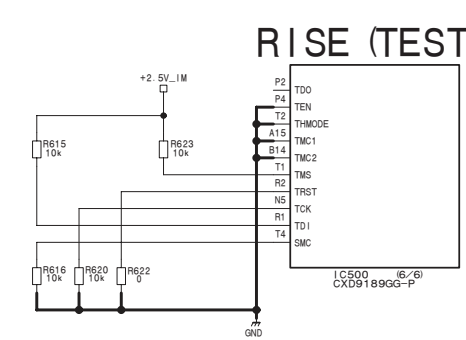 RISE (TEST
+2.5V_IM
P2
TDO
P4
TEN
T2
THMODE
A15
TMC1
B14
TMC2
T1
TMS
R2
TRST
N5
TCK
R1
TDI
T4
SMC
R615
10k
R623
10k
R616
10k
R620
10k
R622
0
IC500 (6/6)
CXD9189GG-P
GND